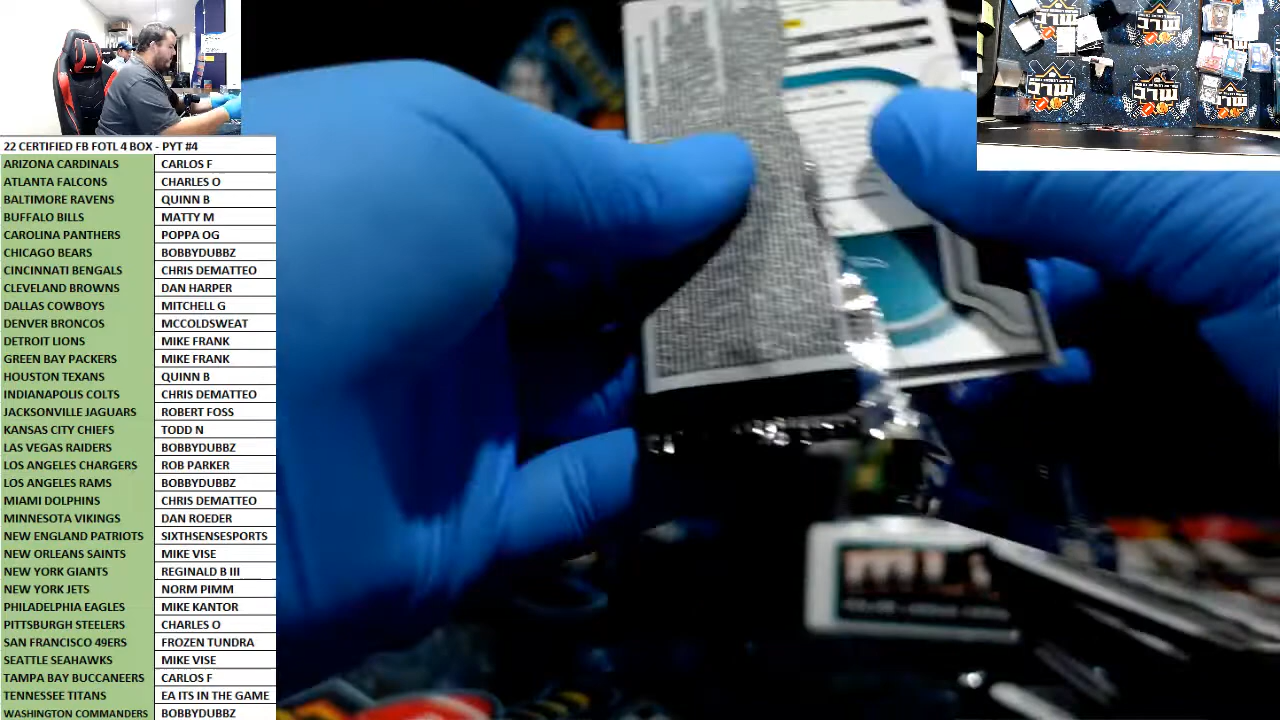 22 CERTIFIED FB FOTL 4 BOX - PYT #4
ARIZONA CARDINALS CARLOS F
ATLANTA FALCONS CHARLES O
BALTIMORE RAVENS QUINN B
BUFFALO BILLS MATTY M
CAROLINA PANTHERS POPPA OG
CHICAGO BEARS BOBBYDUBBZ
CINCINNATI BENGALS CHRIS DEMATTEO
CLEVELAND BROWNS DAN HARPER
DALLAS COWBOYS MITCHELL G
DENVER BRONCOS MCCOLDSWEAT
DETROIT LIONS MIKE FRANK
GREEN BAY PACKERS MIKE FRANK
HOUSTON TEXANS QUINN B
INDIANAPOLIS COLTS CHRIS DEMATTEO
JACKSONVILLE JAGUARS ROBERT FOSS
KANSAS CITY CHIEFS TODD N
LAS VEGAS RAIDERS BOBBYDUBBZ
LOS ANGELES CHARGERS ROB PARKER
LOS ANGELES RAMS BOBBYDUBBZ
MIAMI DOLPHINS CHRIS DEMATTEO
MINNESOTA VIKINGS DAN ROEDER
NEW ENGLAND PATRIOTS SIXTHSENSESPORTS
NEW ORLEANS SAINTS MIKE VISE
NEW YORK GIANTS REGINALD B III
NEW YORK JETS NORM PIMM
PHILADELPHIA EAGLES MIKE KANTOR
PITTSBURGH STEELERS CHARLES O
SAN FRANCISCO 49ERS FROZEN TUNDRA
SEATTLE SEAHAWKS MIKE VISE
TAMPA BAY BUCCANEERS CARLOS F
TENNESSEE TITANS EA ITS IN THE GAME
WASHINGTON COMMANDERS BOBBYDUBBZ